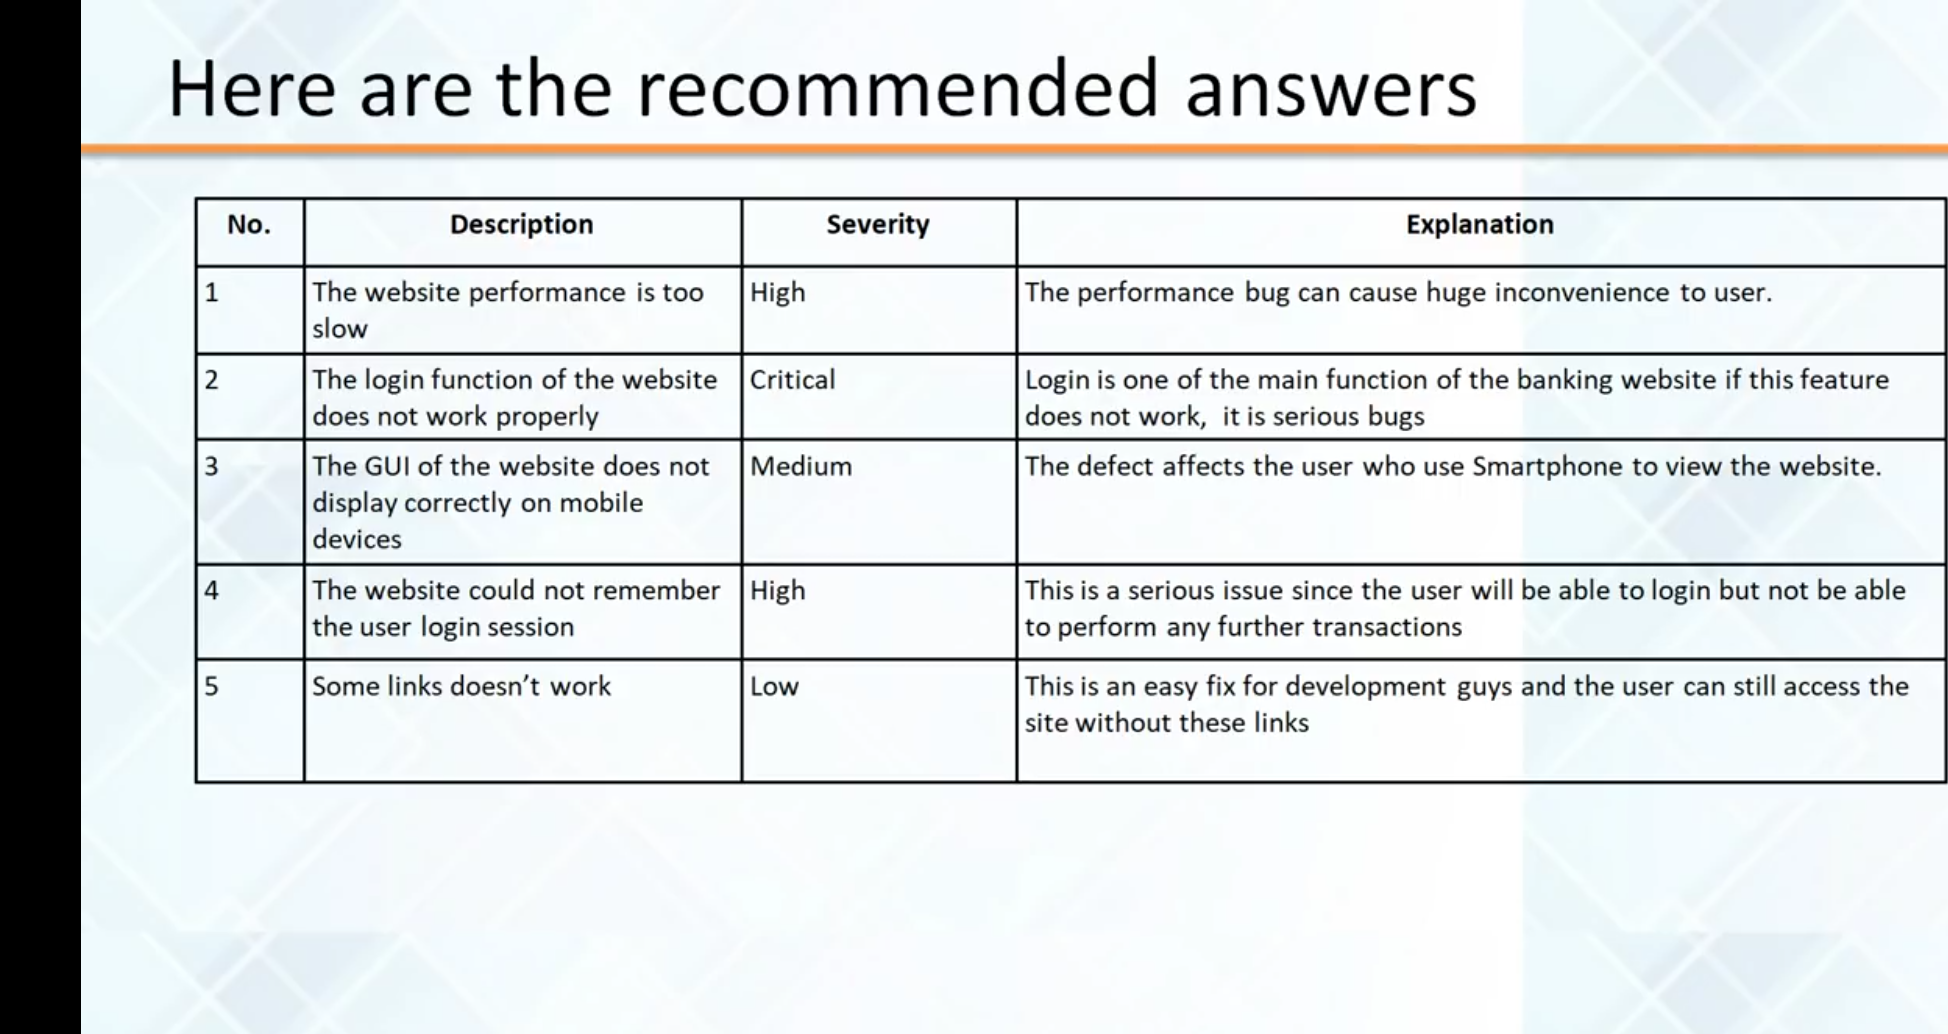 Here are the recommended answers
No. Description Severity Explanation
1 The website performance is too High The performance bug can cause huge inconvenience to user.
slow
2 The login function of the website Critical Login is one of the main function of the banking website if this feature
does not work properly does not work,  it is serious bugs
3 The GUI of the website does not Medium The defect affects the user who use Smartphone to view the website.
display correctly on mobile
devices
4 The website could not remember High This is a serious issue since the user will be able to login but not be able
the user login session to perform any further transactions
5 Some links doesn’t work Low This is an easy fix for development guys and the user can still access the
site without these links